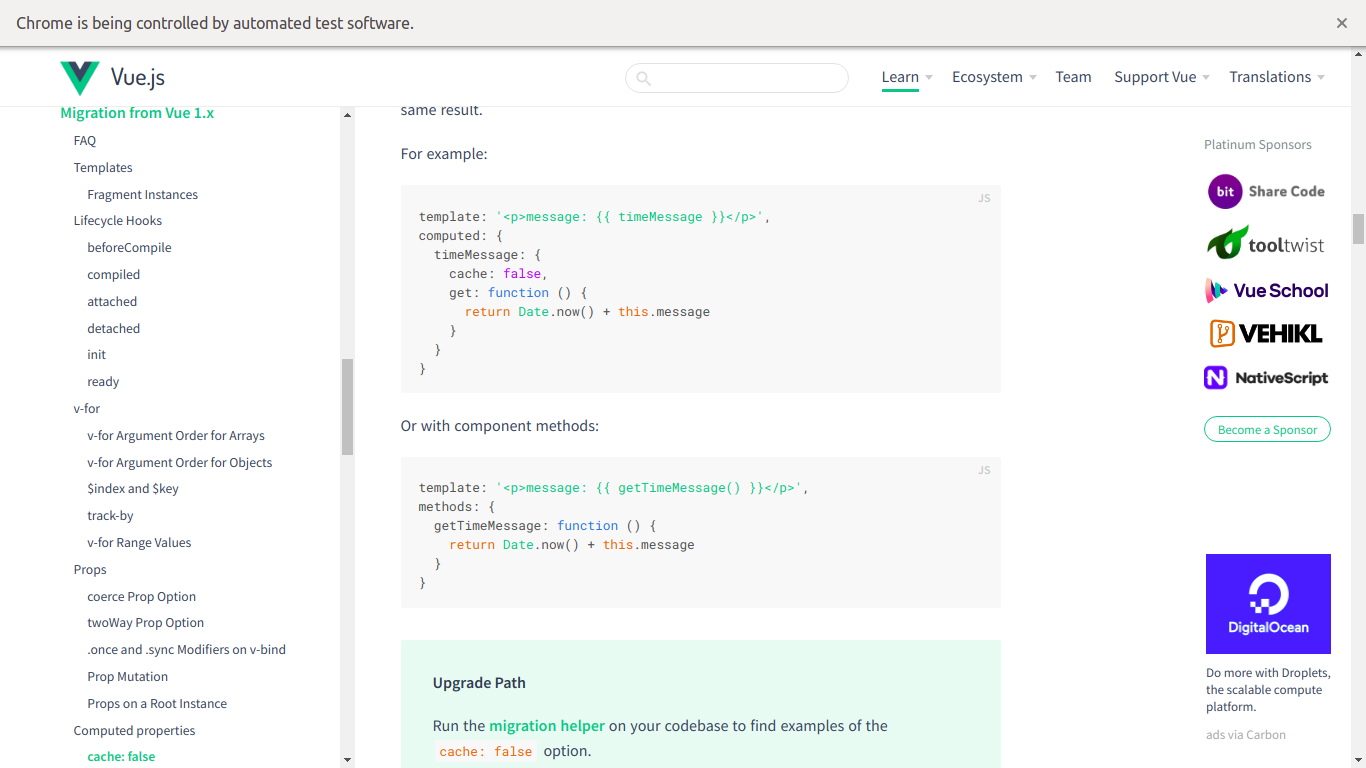 Chrome is being controlled by automated test software.
Vue.js
Learn
Ecosystem
Team
Support Vue
Translations
Migration from Vue 1.x
FAQ
Templates
Fragment Instances
Lifecycle Hooks
beforeCompile
compiled
attached
detached
init
ready
v-for
v-for Argument Order for Arrays
v-for Argument Order for Objects
$index and $key
track-by
v-for Range Values
Props
coerce Prop Option
twoWay Prop Option
.once and .sync Modifiers on v-bind
Prop Mutation
Props on a Root Instance
Computed properties
cache: false
same result.
For example:
JS
template: '<p>message: {{ timeMessage }}</p>',
computed: {
  timeMessage: {
    cache: false,
    get: function () {
      return Date.now() + this.message
    }
  }
}
Or with component methods:
JS
template: '<p>message: {{ getTimeMessage() }}</p>',
methods: {
  getTimeMessage: function () {
    return Date.now() + this.message
  }
}
Upgrade Path
Run the migration helper on your codebase to find examples of the
cache: false option.
Platinum Sponsors
bit Share Code
tooltwist
Vue School
VEHIKL
N NativeScript
Become a Sponsor
DigitalOcean
Do more with Droplets,
the scalable compute
platform.
ads via Carbon